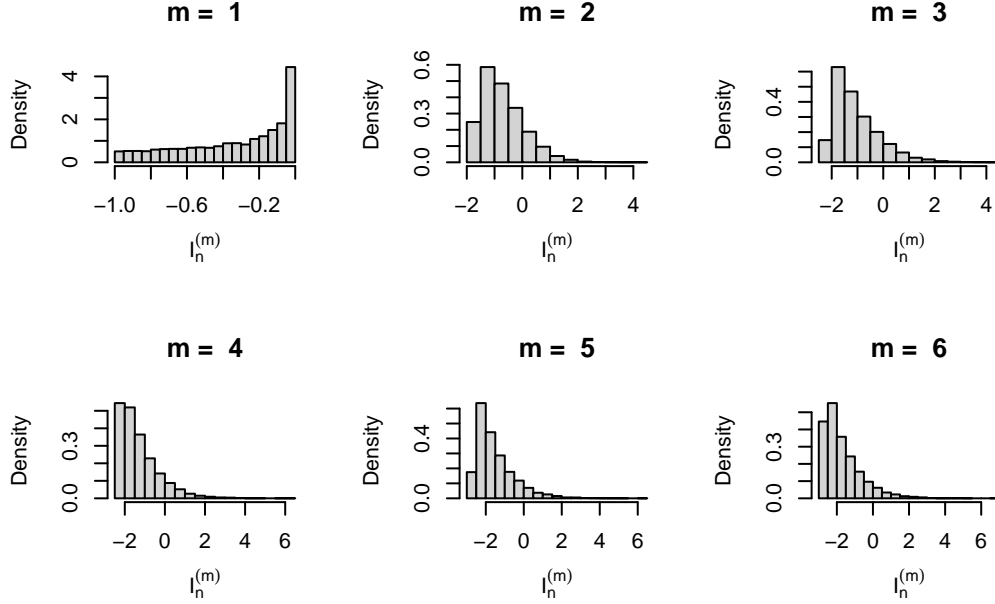 m = 1
m = 2
m = 3
Density
0 2 4
−1.0 −0.6 −0.2
I_n^(m)
Density
0.0 0.3 0.6
−2 0 2 4
I_n^(m)
Density
0.0 0.4
−2 0 2 4
I_n^(m)
m = 4
m = 5
m = 6
Density
0.0 0.3
−2 0 2 4 6
I_n^(m)
Density
0.0 0.4
−2 0 2 4 6
I_n^(m)
Density
0.0 0.3
−2 0 2 4 6
I_n^(m)